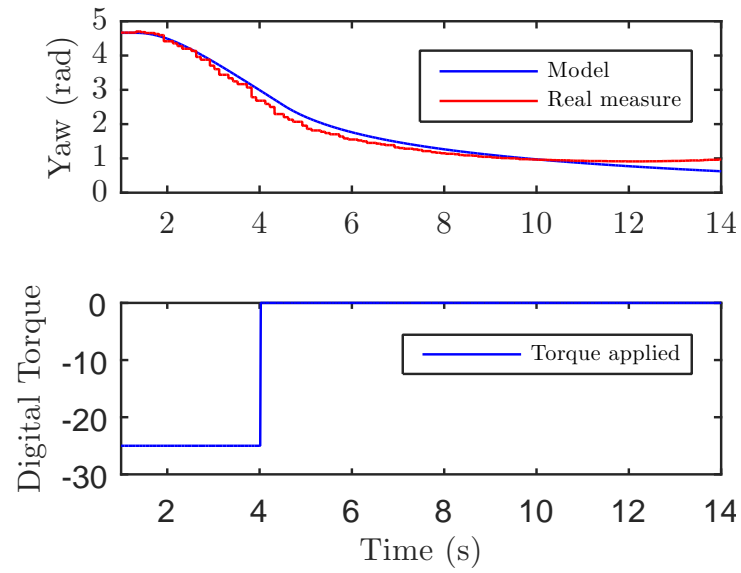 Yaw (rad)
5
4
3
2
1
0
Model
Real measure
2 4 6 8 10 12 14
Digital Torque
0
-10
-20
-30
Torque applied
2 4 6 8 10 12 14
Time (s)